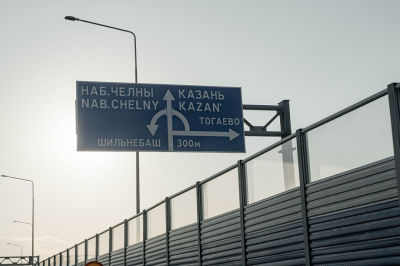 НАБ.ЧЕЛНЫ КАЗАНЬ
NAB.CHELNY KAZAN'
ТОГАЕВО
ШИЛЬНЕБАШ 300м